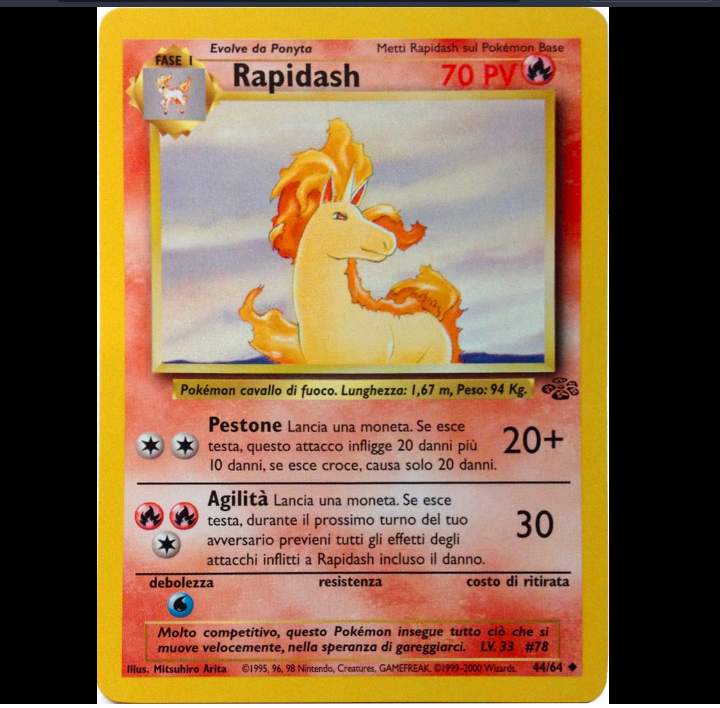 Evolve da Ponyta
Metti Rapidash sul Pokémon Base
FASE 1
Rapidash
70 PV
Pokémon cavallo di fuoco. Lunghezza: 1,67 m, Peso: 94 Kg.
Pestone Lancia una moneta. Se esce
testa, questo attacco infligge 20 danni più
10 danni, se esce croce, causa solo 20 danni.
20+
Agilità Lancia una moneta. Se esce
testa, durante il prossimo turno del tuo
avversario previeni tutti gli effetti degli
attacchi inflitti a Rapidash incluso il danno.
30
debolezza
resistenza
costo di ritirata
Molto competitivo, questo Pokémon insegue tutto ciò che si
muove velocemente, nella speranza di gareggiarci. LV. 33 #78
Illus. Mitsuhiro Arita
©1995, 96, 98 Nintendo, Creatures, GAMEFREAK. ©1999-2000 Wizards.
44/64